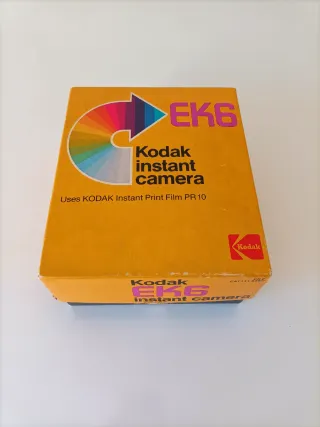 EK6
Kodak
instant
camera
Uses KODAK Instant Print Film PR10
Kodak
Kodak
EK6
instant camera